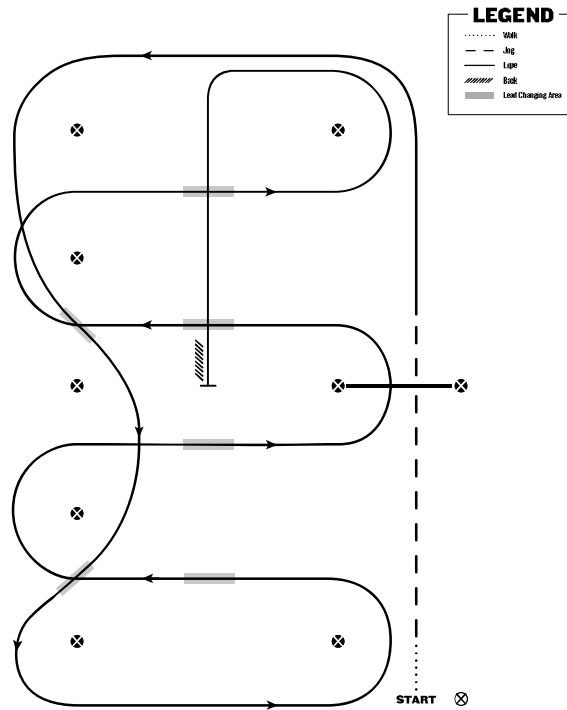 LEGEND
Walk
Jog
Lope
Back
Lead Changing Area
START